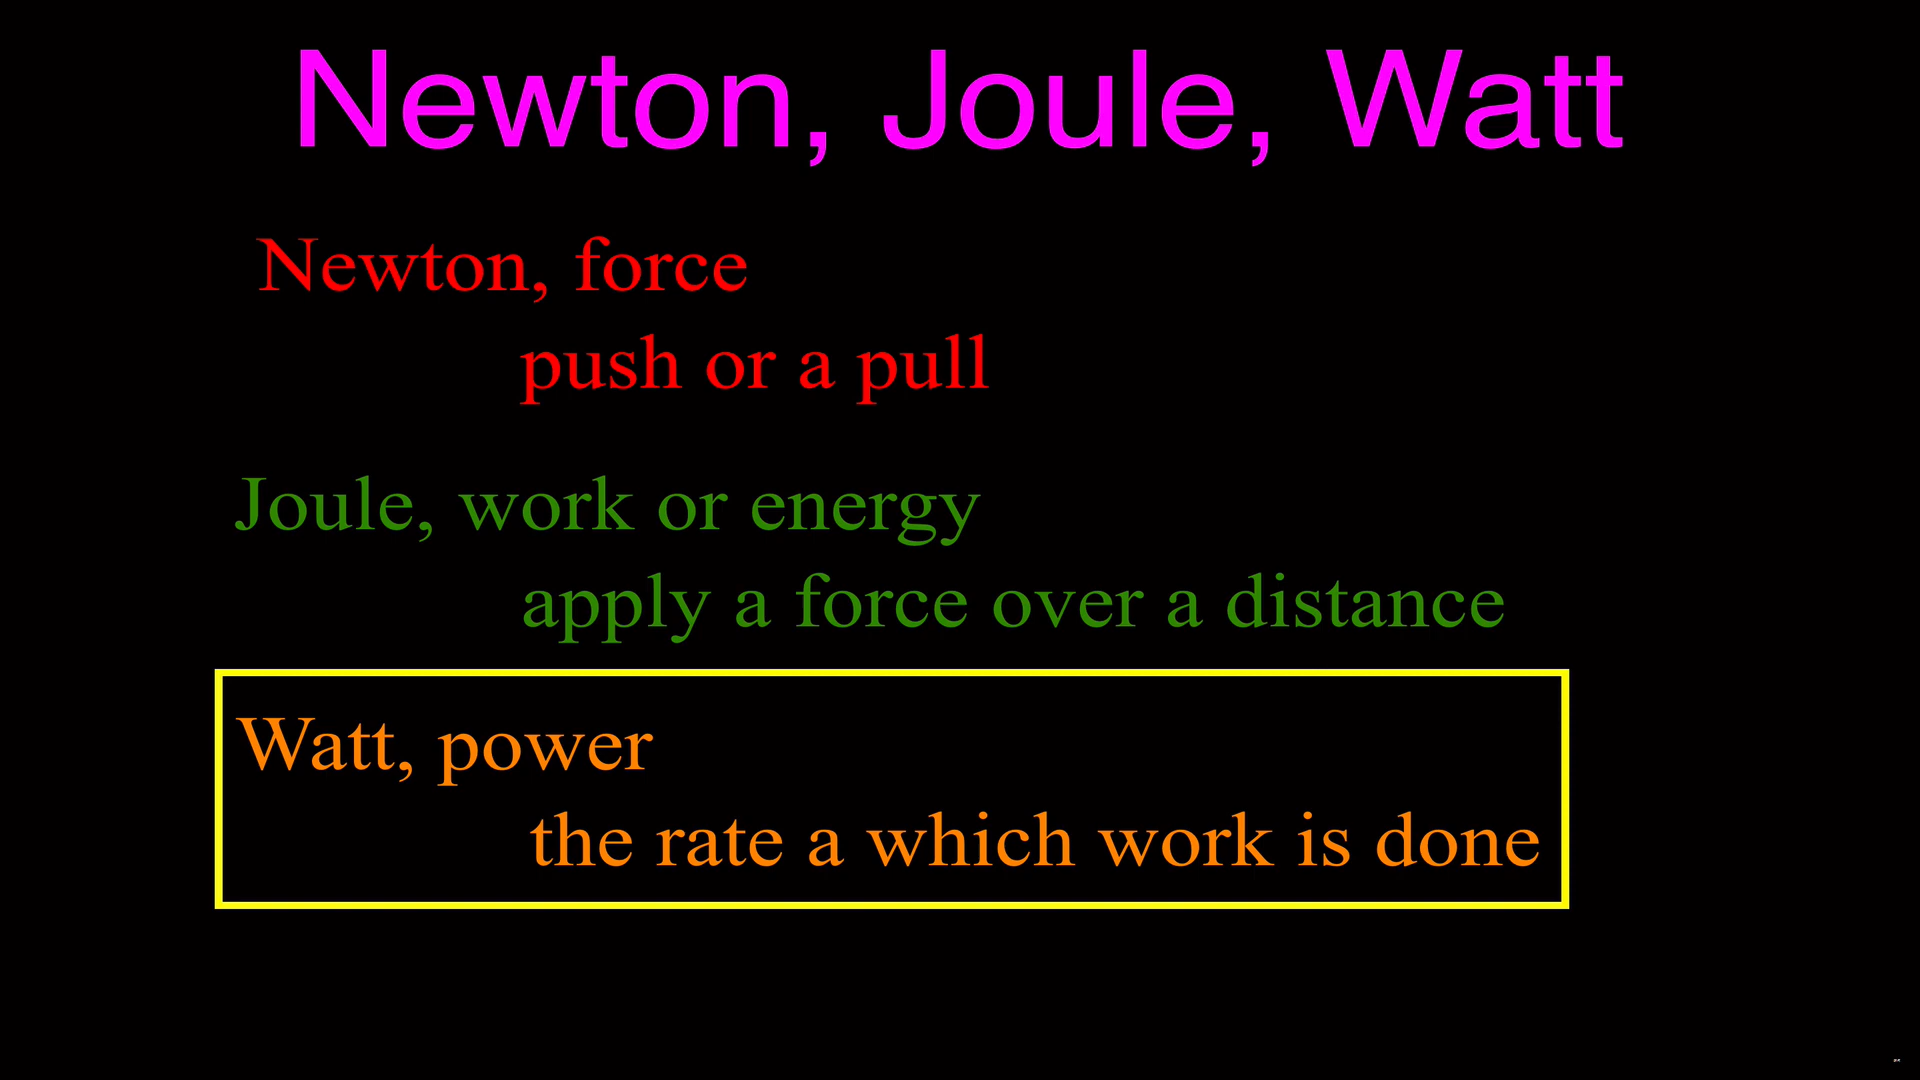 Newton, Joule, Watt
Newton, force
push or a pull
Joule, work or energy
apply a force over a distance
Watt, power
the rate a which work is done